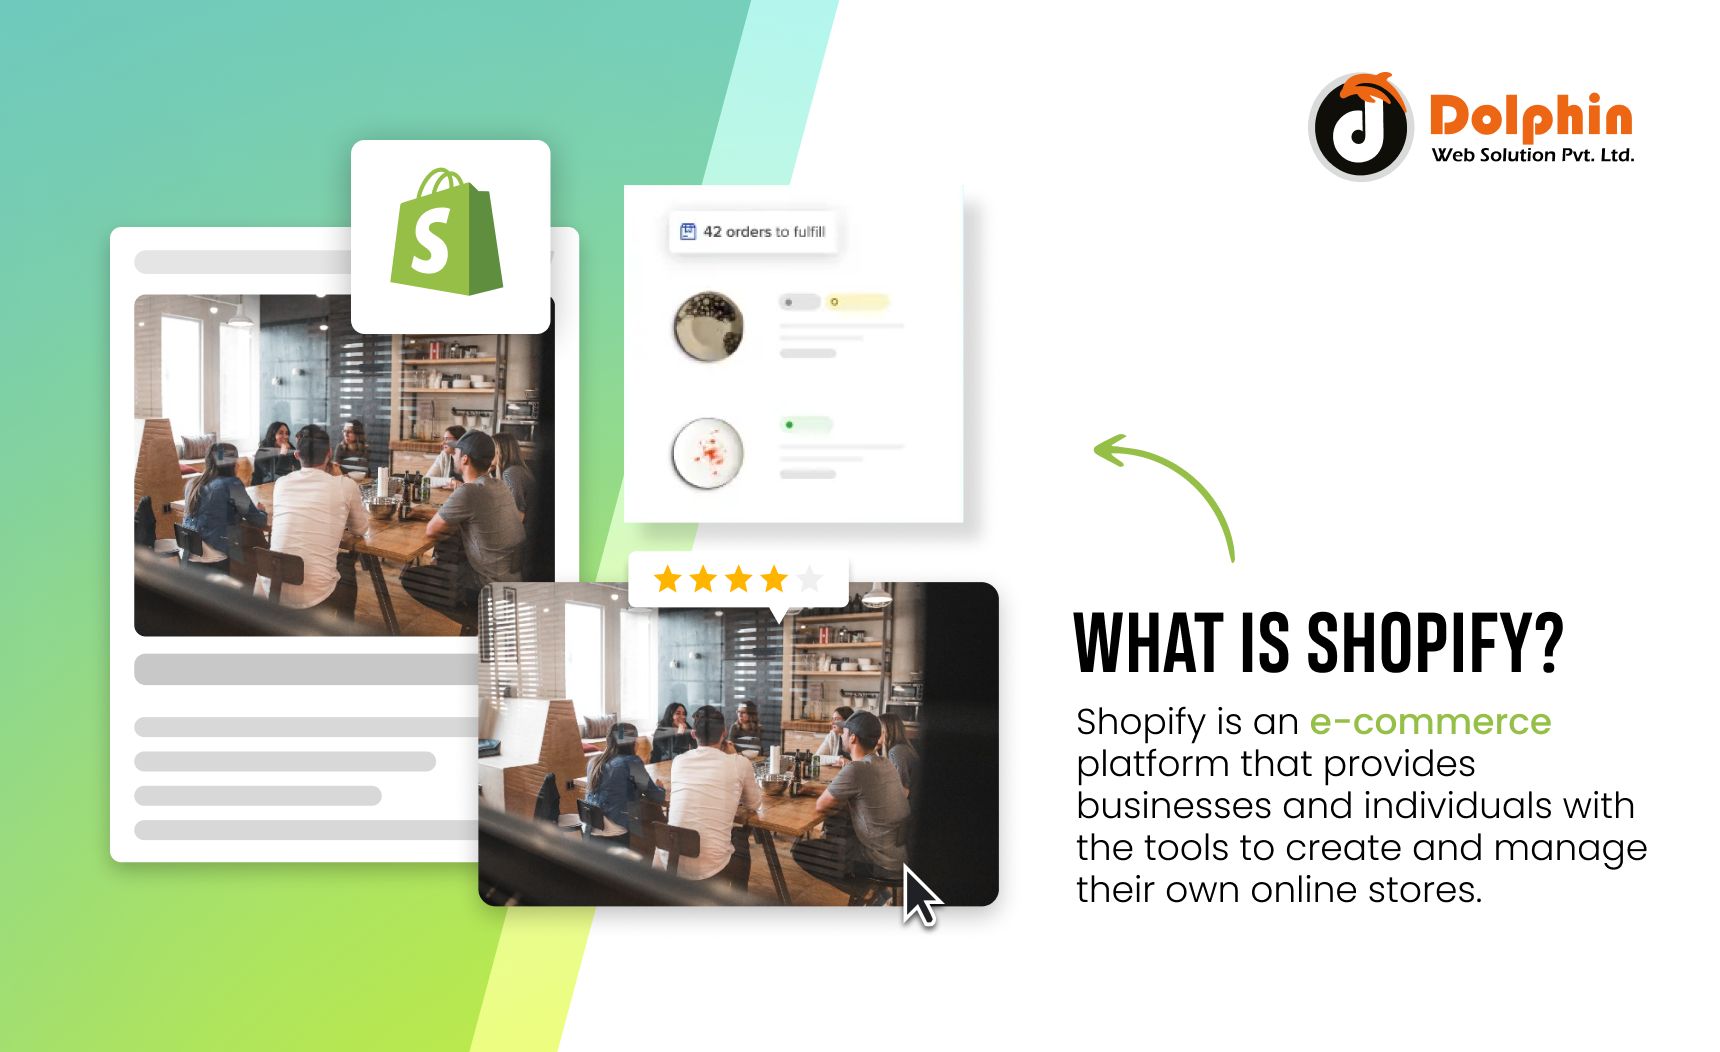 Dolphin
Web Solution Pvt. Ltd.
S
42 orders to fulfill
WHAT IS SHOPIFY?
Shopify is an e-commerce
platform that provides
businesses and individuals with
the tools to create and manage
their own online stores.